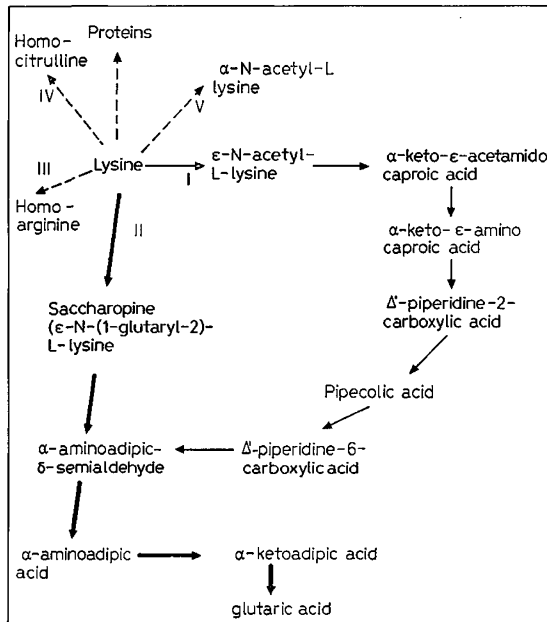 Proteins
Homo-
citrulline
α-N-acetyl-L
lysine
IV
V
III
Lysine
I
ε-N-acetyl-
L-lysine
α-keto-ε-acetamido
caproic acid
Homo-
arginine
II
α-keto-ε-amino
caproic acid
Saccharopine
(ε-N-(1-glutaryl-2)-
L-lysine
Δ'-piperidine-2-
carboxylic acid
Pipecolic acid
α-aminoadipic-
δ-semialdehyde
Δ'-piperidine-6-
carboxylic acid
α-aminoadipic
acid
α-ketoadipic acid
glutaric acid